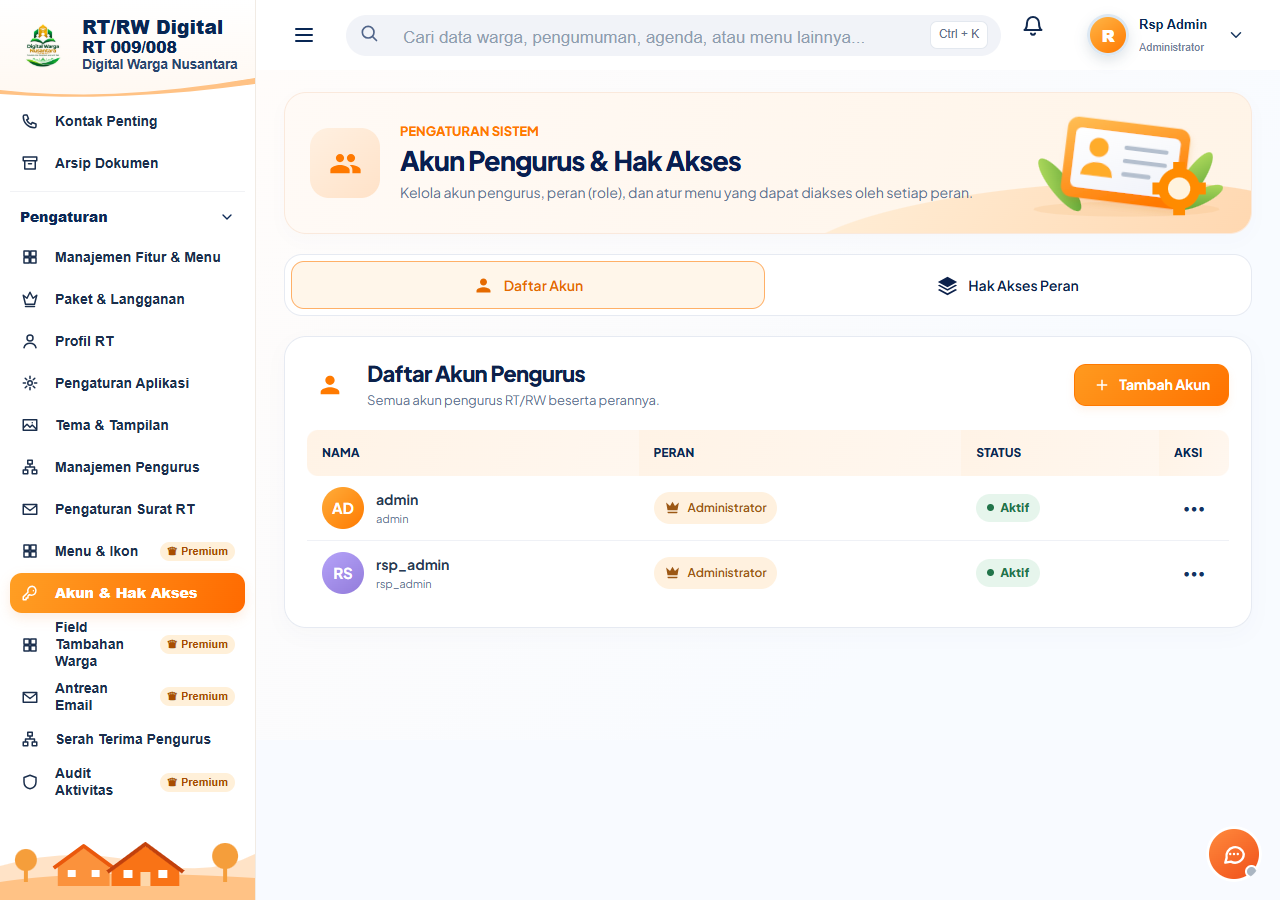 RT/RW Digital
RT 009/008
Digital Warga Nusantara
Kontak Penting
Arsip Dokumen
Pengaturan
Manajemen Fitur & Menu
Paket & Langganan
Profil RT
Pengaturan Aplikasi
Tema & Tampilan
Manajemen Pengurus
Pengaturan Surat RT
Menu & Ikon Premium
Akun & Hak Akses
Field Tambahan Warga Premium
Antrean Email Premium
Serah Terima Pengurus
Audit Aktivitas Premium
Cari data warga, pengumuman, agenda, atau menu lainnya...
Ctrl + K
R
Rsp Admin
Administrator
PENGATURAN SISTEM
Akun Pengurus & Hak Akses
Kelola akun pengurus, peran (role), dan atur menu yang dapat diakses oleh setiap peran.
Daftar Akun
Hak Akses Peran
Daftar Akun Pengurus
Semua akun pengurus RT/RW beserta perannya.
Tambah Akun
NAMA PERAN STATUS AKSI
AD admin Administrator Aktif
admin
RS rsp_admin Administrator Aktif
rsp_admin